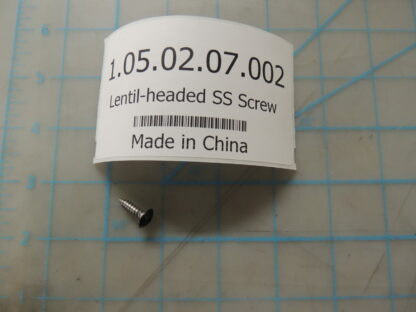 1.05.02.07.002
Lentil-headed SS Screw
Made in China